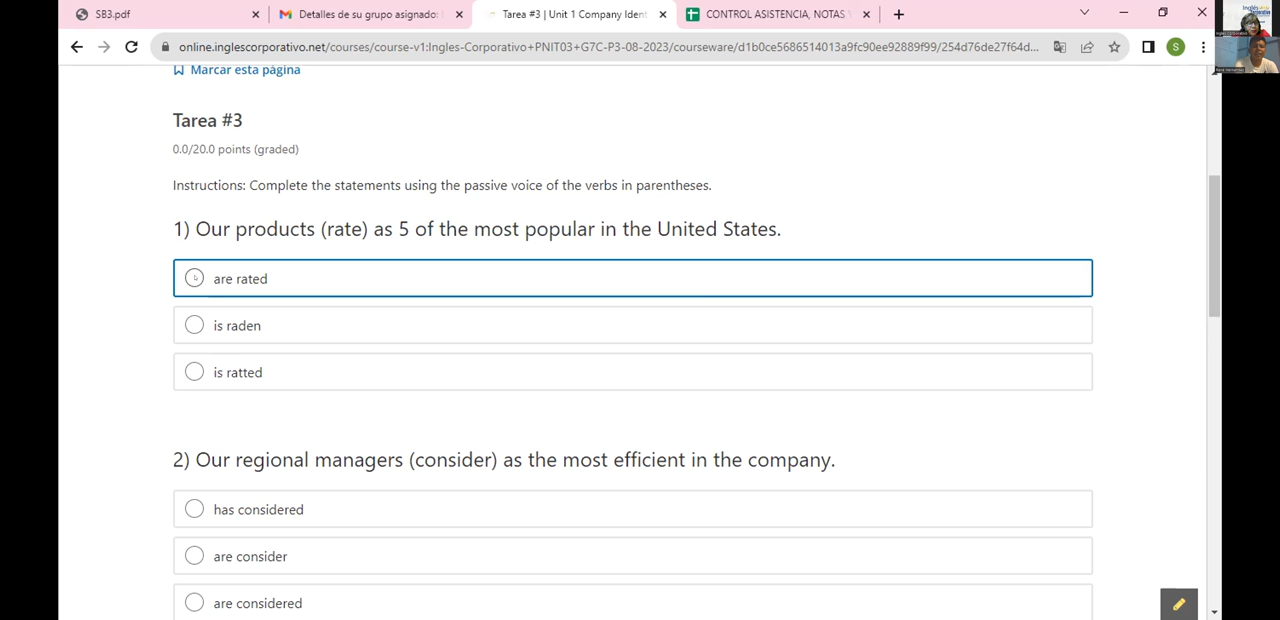 SB3.pdf
Detalles de su grupo asignado:
Tarea #3 | Unit 1 Company Ident
CONTROL ASISTENCIA, NOTAS
online.inglescorporativo.net/courses/course-v1:Ingles-Corporativo+PNIT03+G7C-P3-08-2023/courseware/d1b0ce5686514013a9fc90ee92889f99/254d76de27f64d...
S
Marcar esta página
Tarea #3
0.0/20.0 points (graded)
Instructions: Complete the statements using the passive voice of the verbs in parentheses.
1) Our products (rate) as 5 of the most popular in the United States.
are rated
is raden
is ratted
2) Our regional managers (consider) as the most efficient in the company.
has considered
are consider
are considered